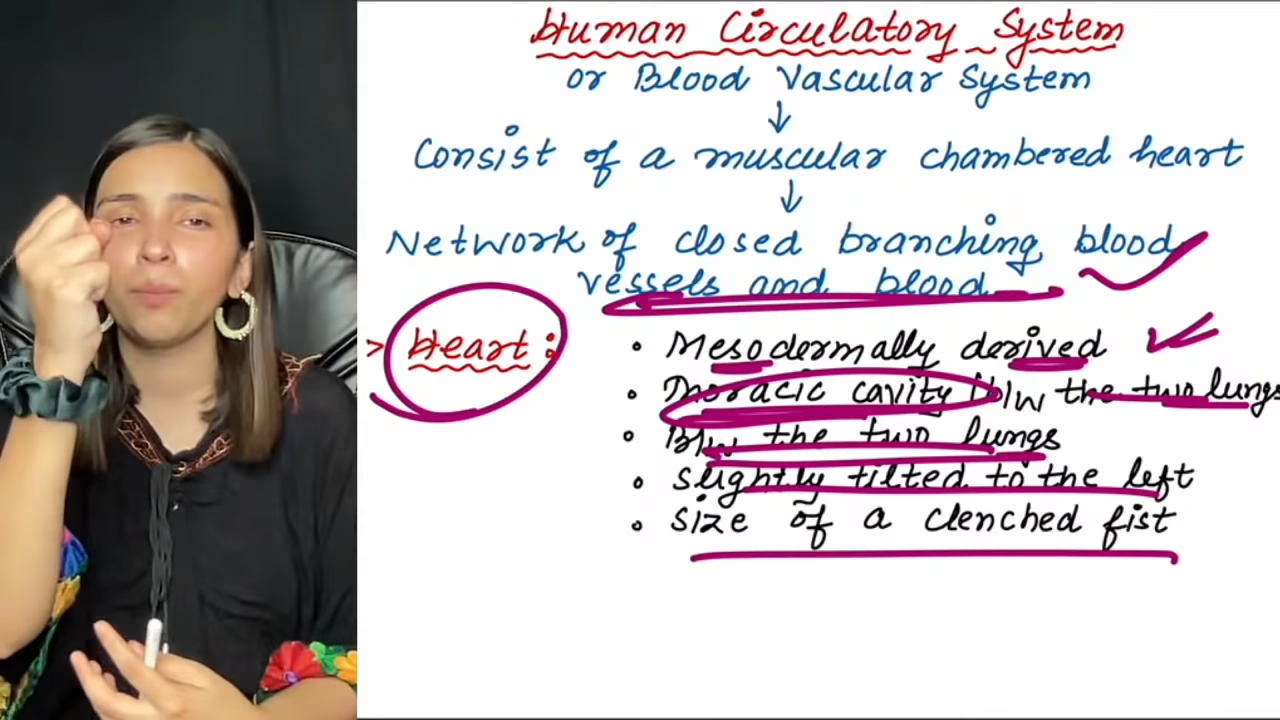 Human Circulatory System
or Blood Vascular System
↓
Consist of a muscular chambered heart
↓
Network of closed branching blood
vessels and blood
> Heart :
• Mesodermally derived
• Thoracic cavity b/w the two lungs
• B/w the two lungs
• Slightly tilted to the left
• Size of a clenched fist